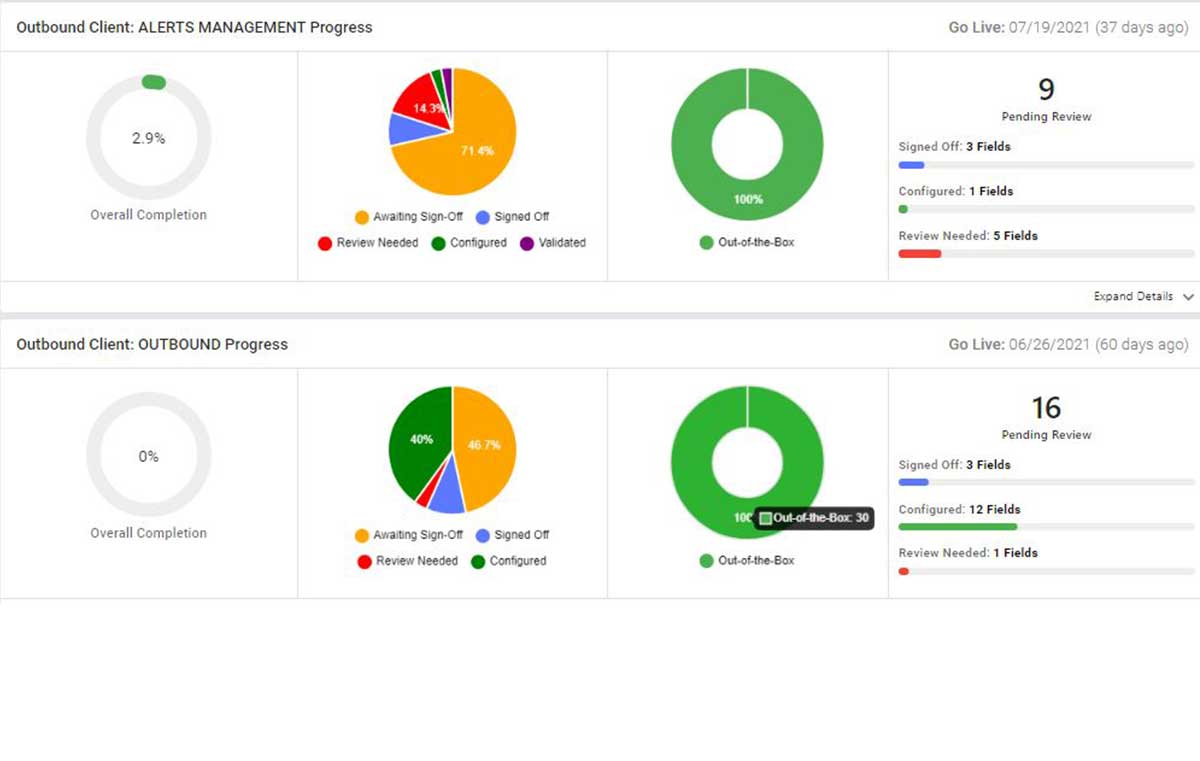 Outbound Client: ALERTS MANAGEMENT Progress
Go Live: 07/19/2021 (37 days ago)
2.9%
Overall Completion
14.3%
71.4%
Awaiting Sign-Off
Signed Off
Review Needed
Configured
Validated
100%
Out-of-the-Box
9
Pending Review
Signed Off: 3 Fields
Configured: 1 Fields
Review Needed: 5 Fields
Expand Details
Outbound Client: OUTBOUND Progress
Go Live: 06/26/2021 (60 days ago)
0%
Overall Completion
40%
46.7%
Awaiting Sign-Off
Signed Off
Review Needed
Configured
100
Out-of-the-Box: 30
Out-of-the-Box
16
Pending Review
Signed Off: 3 Fields
Configured: 12 Fields
Review Needed: 1 Fields